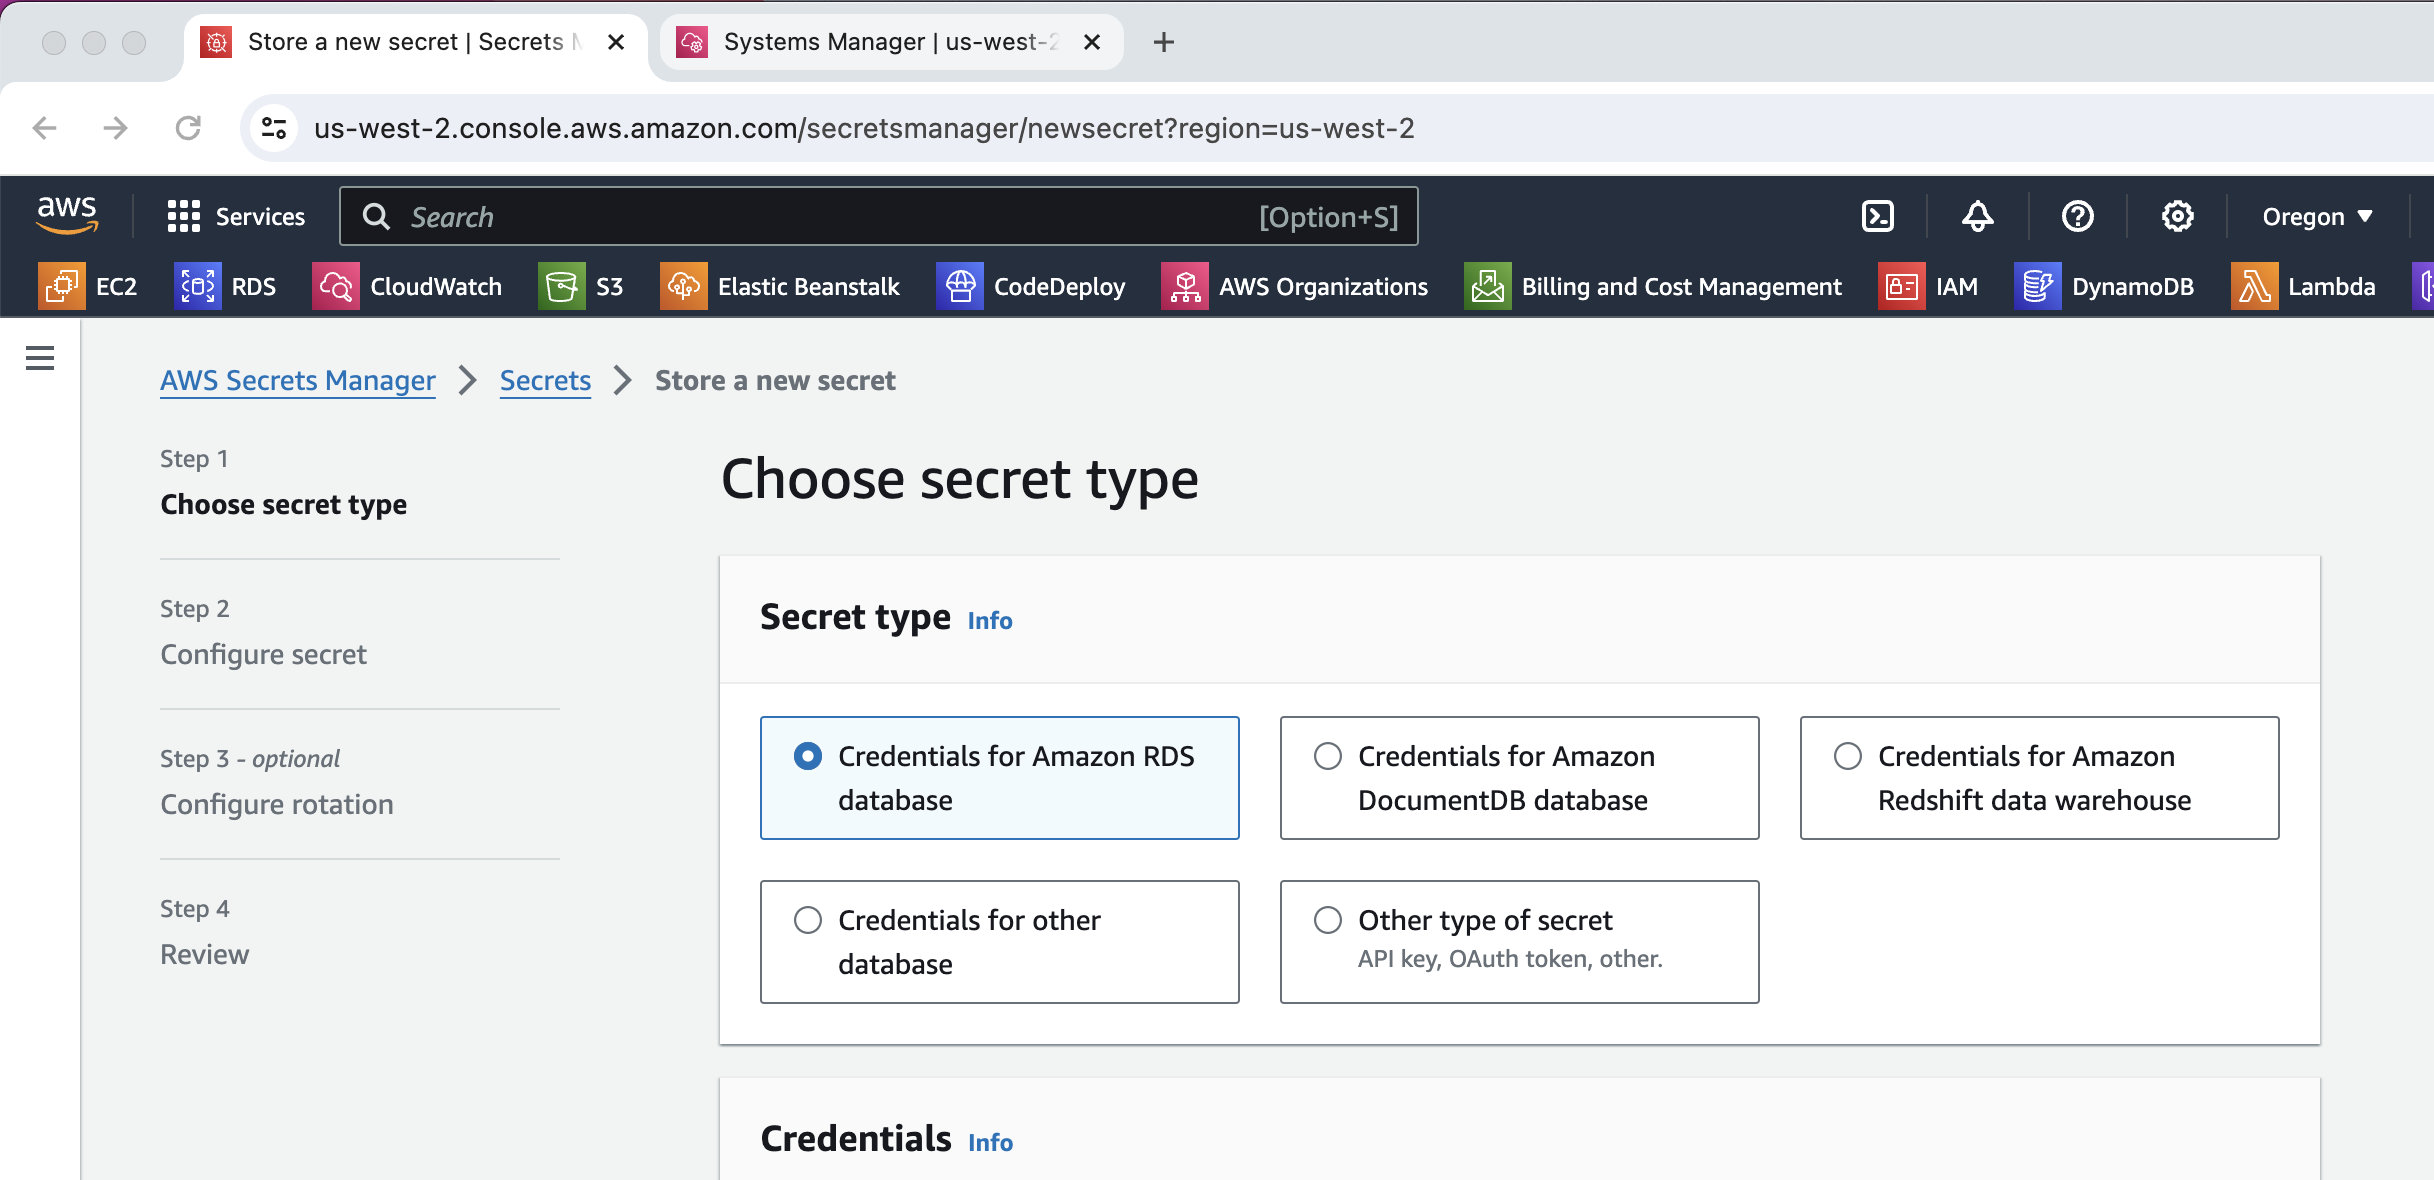 Store a new secret | Secrets M
Systems Manager | us-west-2
us-west-2.console.aws.amazon.com/secretsmanager/newsecret?region=us-west-2
aws Services Search [Option+S] Oregon
EC2 RDS CloudWatch S3 Elastic Beanstalk CodeDeploy AWS Organizations Billing and Cost Management IAM DynamoDB Lambda
AWS Secrets Manager > Secrets > Store a new secret
Step 1
Choose secret type
Step 2
Configure secret
Step 3 - optional
Configure rotation
Step 4
Review
Choose secret type
Secret type Info
Credentials for Amazon RDS
database
Credentials for Amazon
DocumentDB database
Credentials for Amazon
Redshift data warehouse
Credentials for other
database
Other type of secret
API key, OAuth token, other.
Credentials Info